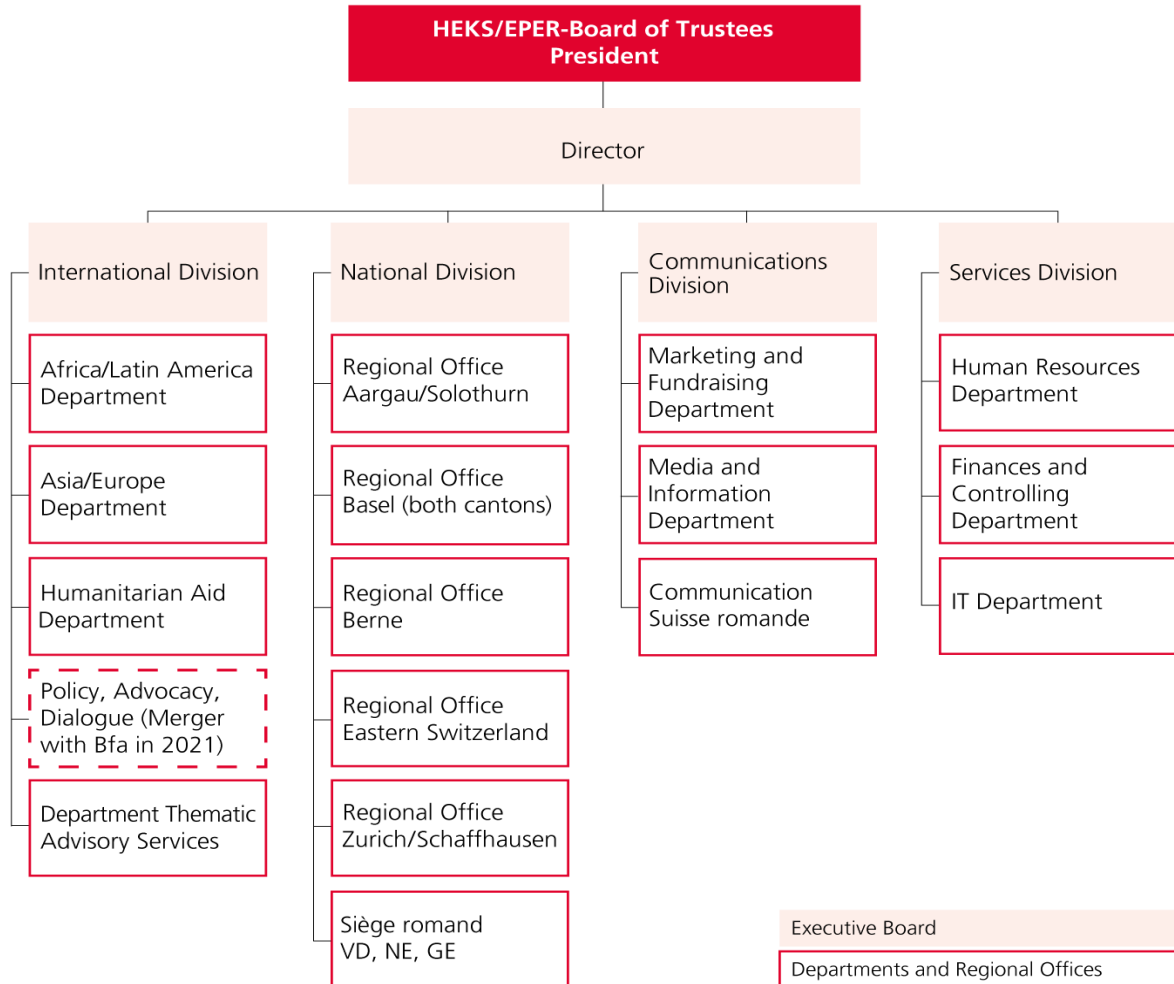 HEKS/EPER-Board of Trustees
President
Director
International Division
Africa/Latin America
Department
Asia/Europe
Department
Humanitarian Aid
Department
Policy, Advocacy,
Dialogue (Merger
with Bfa in 2021)
Department Thematic
Advisory Services
National Division
Regional Office
Aargau/Solothurn
Regional Office
Basel (both cantons)
Regional Office
Berne
Regional Office
Eastern Switzerland
Regional Office
Zurich/Schaffhausen
Siège romand
VD, NE, GE
Communications
Division
Marketing and
Fundraising
Department
Media and
Information
Department
Communication
Suisse romande
Services Division
Human Resources
Department
Finances and
Controlling
Department
IT Department
Executive Board
Departments and Regional Offices